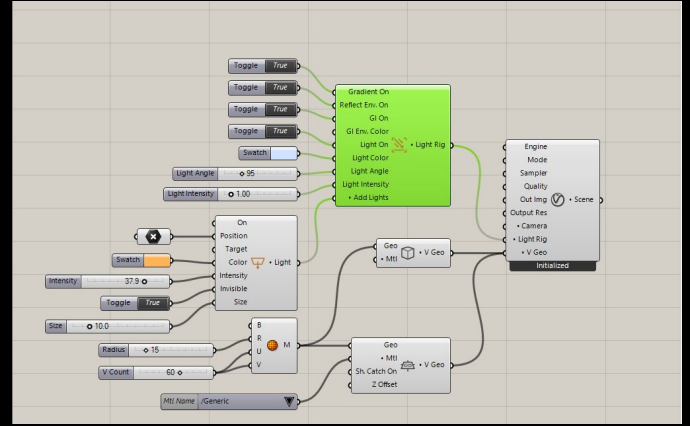 Toggle True
Toggle True
Toggle True
Toggle True
Swatch
Light Angle 95
Light Intensity 1.00
Gradient On
Reflect Env. On
GI On
GI Env. Color
Light On
Light Color
Light Angle
Light Intensity
• Add Lights
• Light Rig
Engine
Mode
Sampler
Quality
Out Img
Output Res
• Camera
• Light Rig
• V Geo
• Scene
Initialized
Swatch
Intensity 37.9
Toggle True
Size 10.0
On
Position
Target
Color
Intensity
Invisible
Size
• Light
Geo
• Mtl
• V Geo
Radius 15
V Count 60
B
R
U
V
M
Geo
• Mtl
Sh. Catch On
Z Offset
• V Geo
Mtl Name /Generic